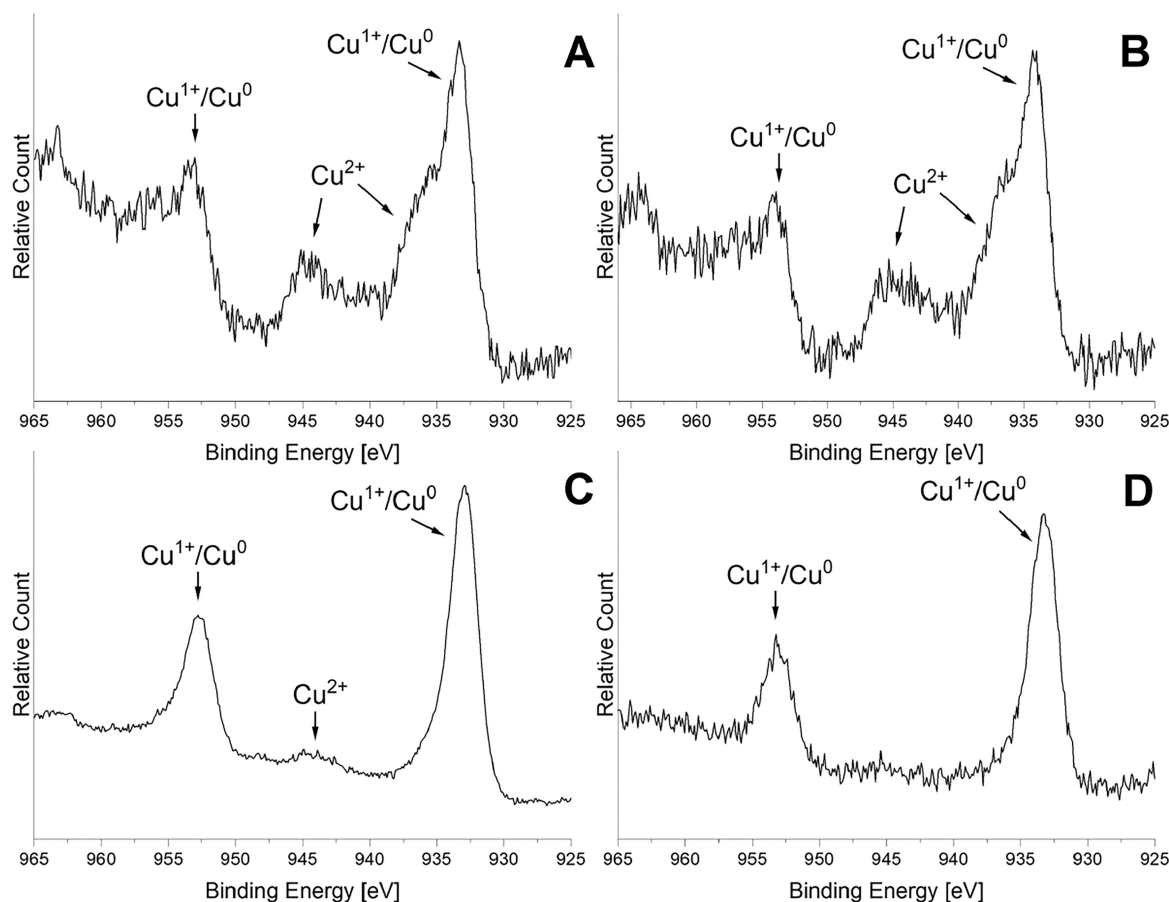 A
Cu1+/Cu0
Cu1+/Cu0
Cu2+
Relative Count
965 960 955 950 945 940 935 930 925
Binding Energy [eV]
B
Cu1+/Cu0
Cu1+/Cu0
Cu2+
Relative Count
965 960 955 950 945 940 935 930 925
Binding Energy [eV]
C
Cu1+/Cu0
Cu1+/Cu0
Cu2+
Relative Count
965 960 955 950 945 940 935 930 925
Binding Energy [eV]
D
Cu1+/Cu0
Cu1+/Cu0
Relative Count
965 960 955 950 945 940 935 930 925
Binding Energy [eV]